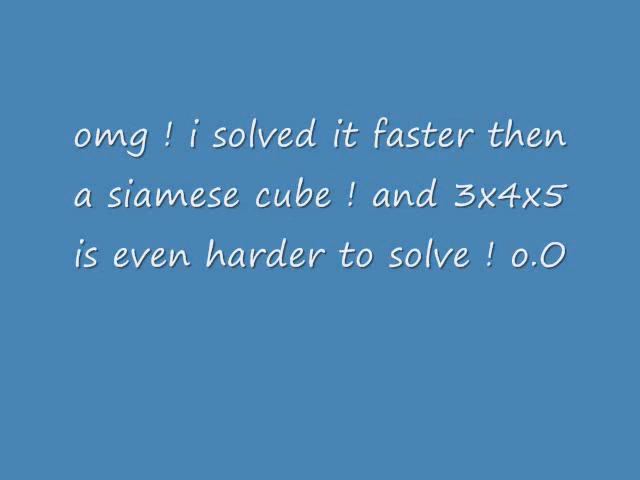 omg ! i solved it faster then
a siamese cube ! and 3x4x5
is even harder to solve ! o.O